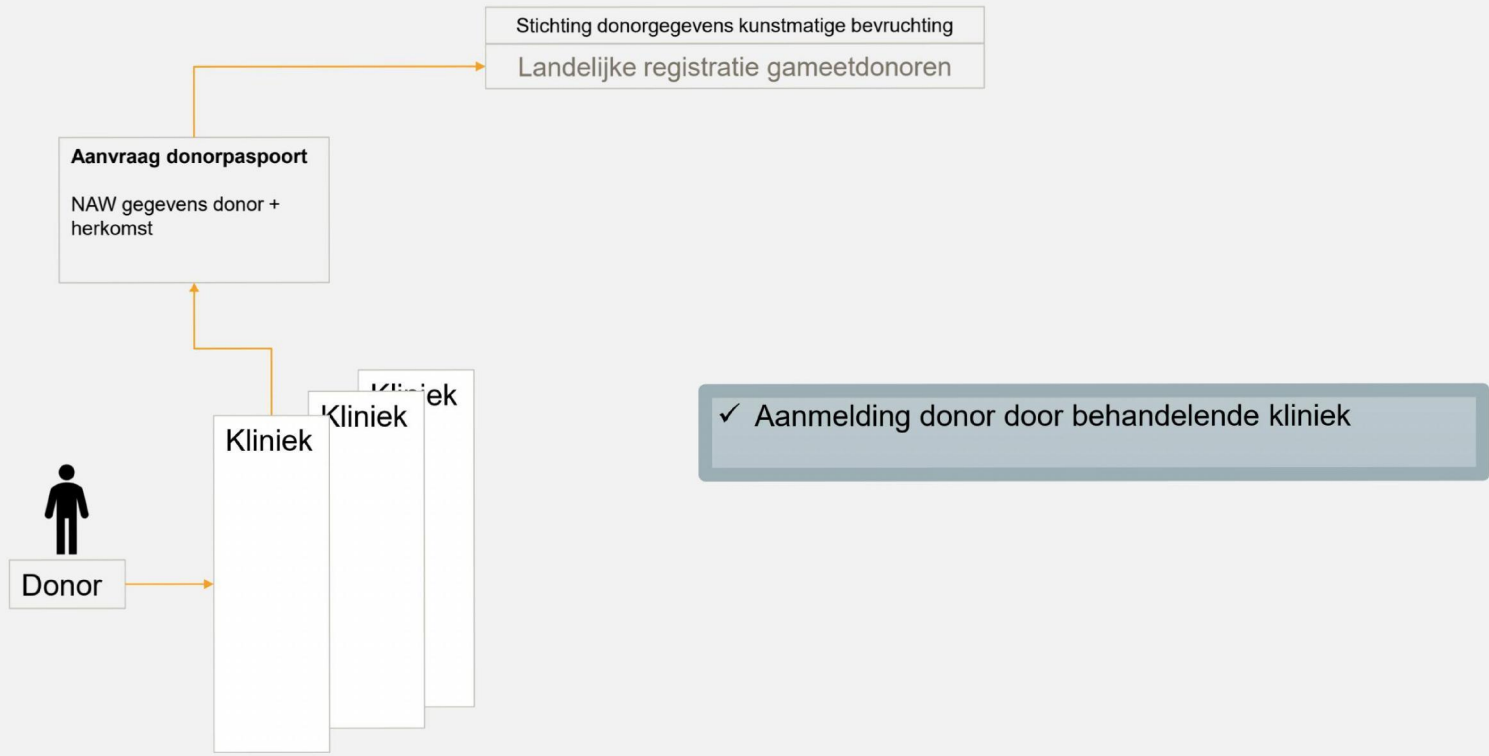 Stichting donorgegevens kunstmatige bevruchting
Landelijke registratie gameetdonoren
Aanvraag donorpaspoort
NAW gegevens donor +
herkomst
Kliniek
Kliniek
Kliniek
✓ Aanmelding donor door behandelende kliniek
Donor